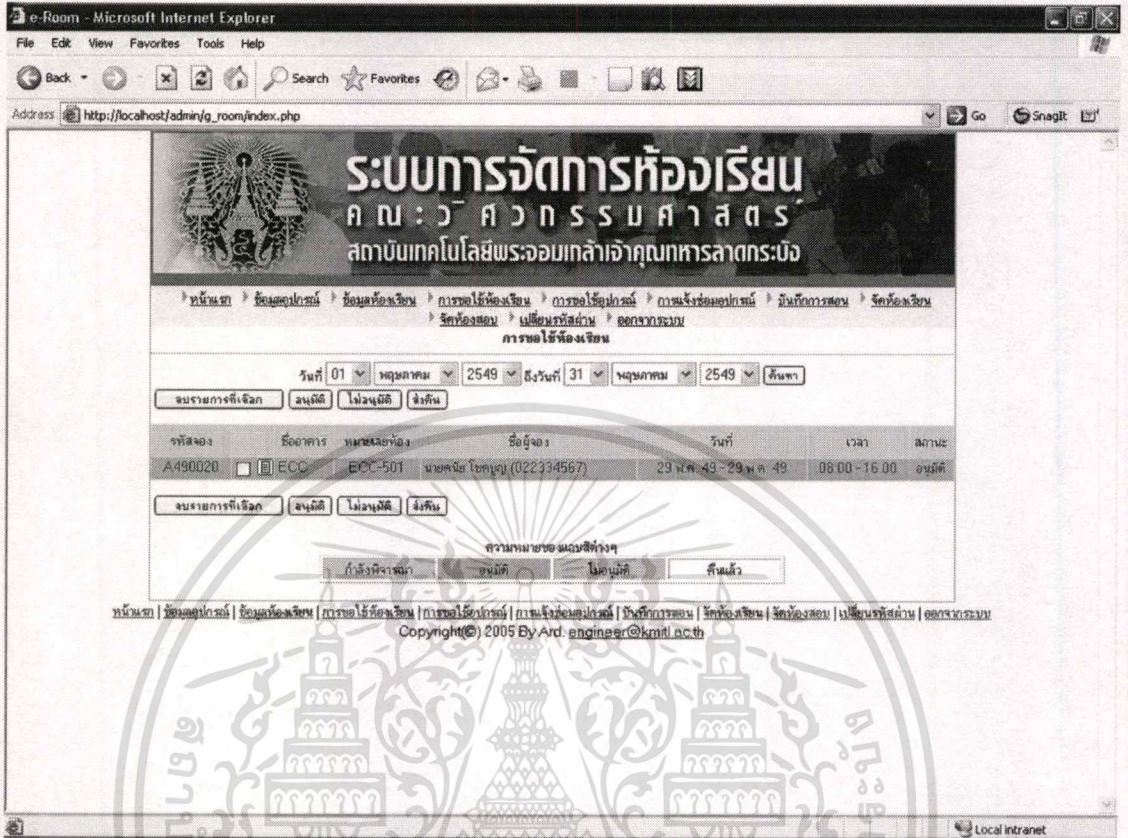 e-Room - Microsoft Internet Explorer
File Edit View Favorites Tools Help
Back Search Favorites
Address http://localhost/admin/g_room/index.php Go SnagIt
ระบบการจัดการห้องเรียน
คณะวิศวกรรมศาสตร์
สถาบันเทคโนโลยีพระจอมเกล้าเจ้าคุณทหารลาดกระบัง
หน้าแรก ข้อมูลอุปกรณ์ ข้อมูลห้องเรียน การขอใช้ห้องเรียน การขอใช้อุปกรณ์ การแจ้งซ่อมอุปกรณ์ บันทึกการสอน จัดห้องเรียน
จัดห้องสอบ เปลี่ยนรหัสผ่าน ออกจากระบบ
การขอใช้ห้องเรียน
วันที่ 01 พฤษภาคม 2549 ถึงวันที่ 31 พฤษภาคม 2549 ค้นหา
ลบรายการที่เลือก อนุมัติ ไม่อนุมัติ ส่งคืน
รหัสจอง ชื่ออาคาร หมายเลขห้อง ชื่อผู้จอง วันที่ เวลา สถานะ
A490020 ECC ECC-501 นายคนัย โชคบุญ (022334567) 29 พ.ค. 49 - 29 พ.ค. 49 08:00 - 16:00 อนุมัติ
ลบรายการที่เลือก อนุมัติ ไม่อนุมัติ ส่งคืน
ความหมายของแถบสีต่างๆ
กำลังพิจารณา อนุมัติ ไม่อนุมัติ คืนแล้ว
หน้าแรก | ข้อมูลอุปกรณ์ | ข้อมูลห้องเรียน | การขอใช้ห้องเรียน | การขอใช้อุปกรณ์ | การแจ้งซ่อมอุปกรณ์ | บันทึกการสอน | จัดห้องเรียน | จัดห้องสอบ | เปลี่ยนรหัสผ่าน | ออกจากระบบ
Copyright(©) 2005 By Ard. engineer@kmitl.ac.th
Local intranet